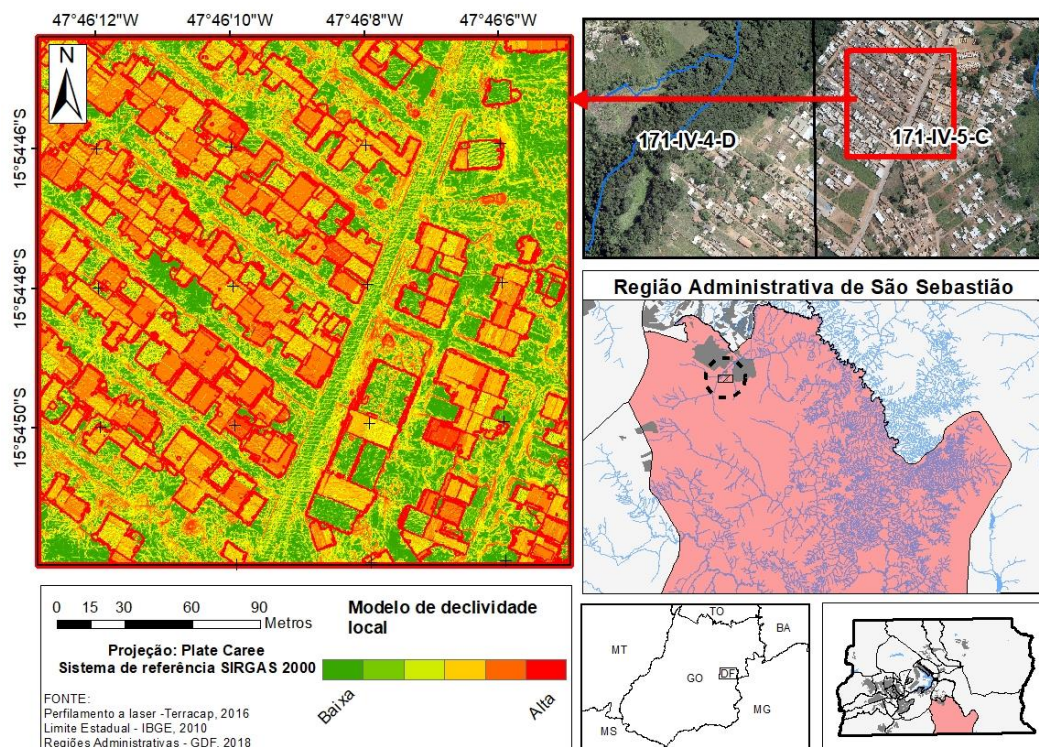 47°46'12"W 47°46'10"W 47°46'8"W 47°46'6"W
N
15°54'46"S
15°54'48"S
15°54'50"S
171-IV-4-D
171-IV-5-C
Região Administrativa de São Sebastião
0 15 30 60 90
Metros
Projeção: Plate Caree
Sistema de referência SIRGAS 2000
FONTE:
Perfilamento a laser -Terracap, 2016
Limite Estadual - IBGE, 2010
Regiões Administrativas - GDF, 2018
Modelo de declividade
local
Baixa
Alta
TO
BA
MT
GO
DF
MG
MS